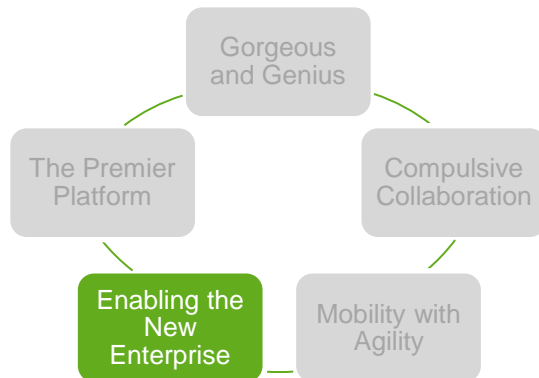 Gorgeous
and Genius
The Premier
Platform
Compulsive
Collaboration
Enabling the
New
Enterprise
Mobility with
Agility